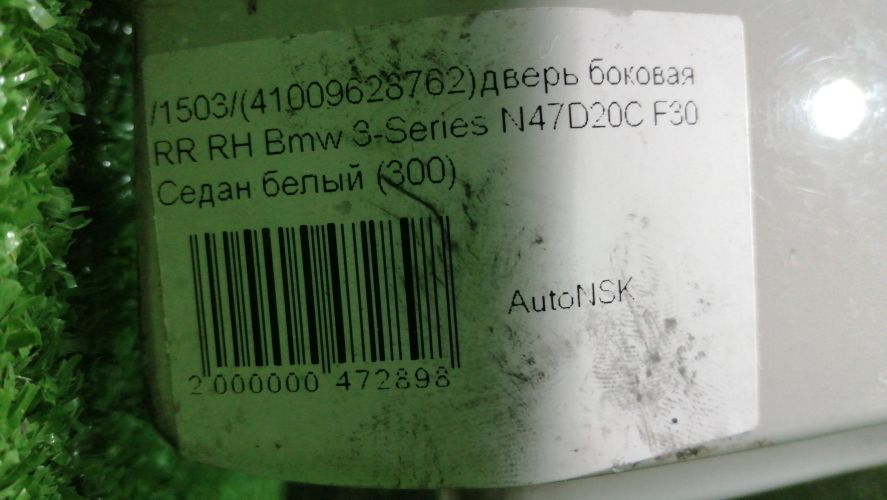 /1503/(41009628762)дверь боковая
RR RH Bmw 3-Series N47D20C F30
Седан белый (300)
AutoNSK
2 000000 472898